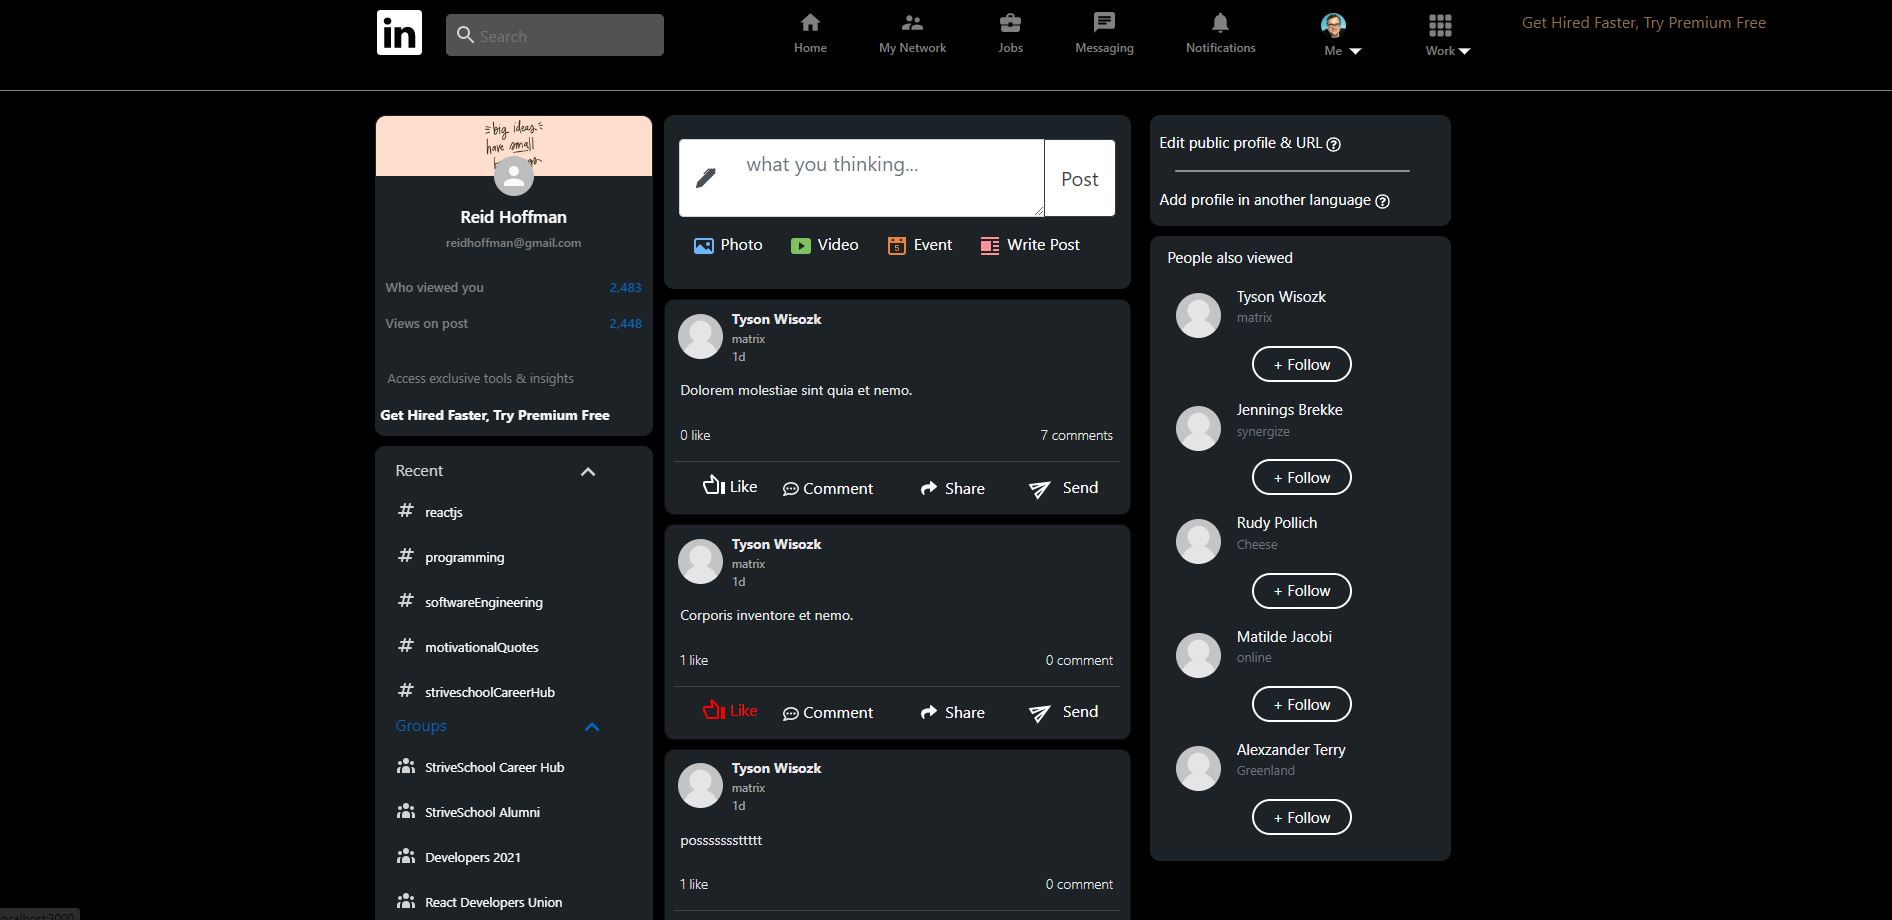 in
Search
Home
My Network
Jobs
Messaging
Notifications
Me
Work
Get Hired Faster, Try Premium Free
big ideas
have small
Reid Hoffman
reidhoffman@gmail.com
Who viewed you 2,483
Views on post 2,448
Access exclusive tools & insights
Get Hired Faster, Try Premium Free
Recent
# reactjs
# programming
# softwareEngineering
# motivationalQuotes
# striveschoolCareerHub
Groups
StriveSchool Career Hub
StriveSchool Alumni
Developers 2021
React Developers Union
what you thinking...
Post
Photo Video Event Write Post
Tyson Wisozk
matrix
1d
Dolorem molestiae sint quia et nemo.
0 like 7 comments
Like Comment Share Send
Tyson Wisozk
matrix
1d
Corporis inventore et nemo.
1 like 0 comment
Like Comment Share Send
Tyson Wisozk
matrix
1d
posssssssttttt
1 like 0 comment
Edit public profile & URL
Add profile in another language
People also viewed
Tyson Wisozk
matrix
+ Follow
Jennings Brekke
synergize
+ Follow
Rudy Pollich
Cheese
+ Follow
Matilde Jacobi
online
+ Follow
Alexzander Terry
Greenland
+ Follow